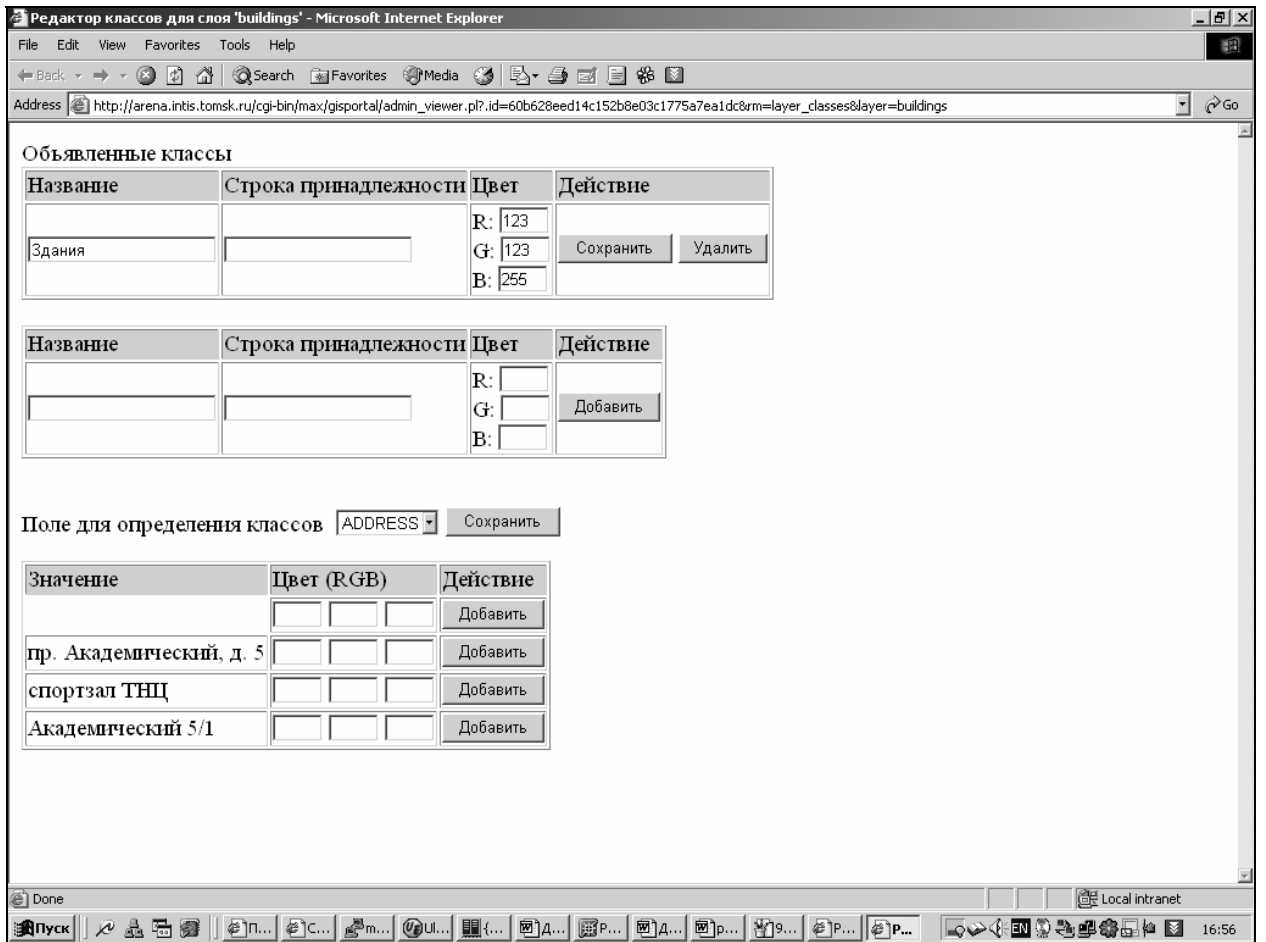 Редактор классов для слоя 'buildings' - Microsoft Internet Explorer
File Edit View Favorites Tools Help
Back Search Favorites Media
Address http://arena.intis.tomsk.ru/cgi-bin/max/gisportal/admin_viewer.pl?.id=60b628eed14c152b8e03c1775a7ea1dc&rm=layer_classes&layer=buildings Go
Обьявленные классы
Название Строка принадлежности Цвет Действие
R: 123
Здания G: 123 Сохранить Удалить
B: 255
Название Строка принадлежности Цвет Действие
R:
G: Добавить
B:
Поле для определения классов ADDRESS Сохранить
Значение Цвет (RGB) Действие
Добавить
пр. Академический, д. 5 Добавить
спортзал ТНЦ Добавить
Академический 5/1 Добавить
Done Local intranet
Пуск П... С... m... Ul... {... Д... Р... Д... р... 9... Р... Р... EN 16:56